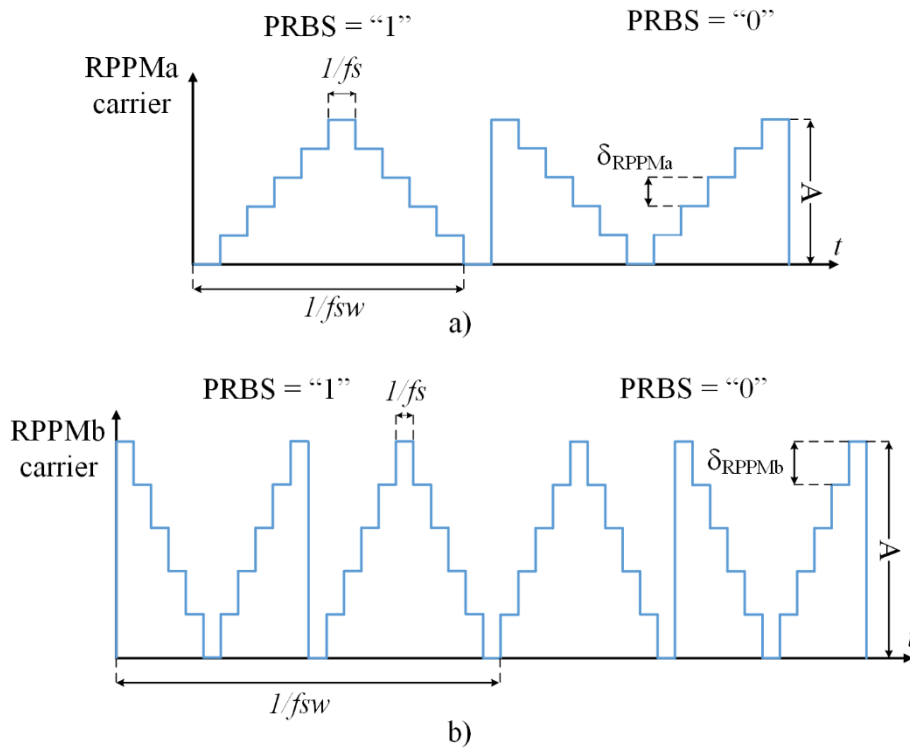 PRBS = “1”
PRBS = “0”
1/fs
RPPMa
carrier
δRPPMa
A
t
1/fsw
a)
PRBS = “1”
1/fs
PRBS = “0”
RPPMb
carrier
δRPPMb
A
1/fsw
b)